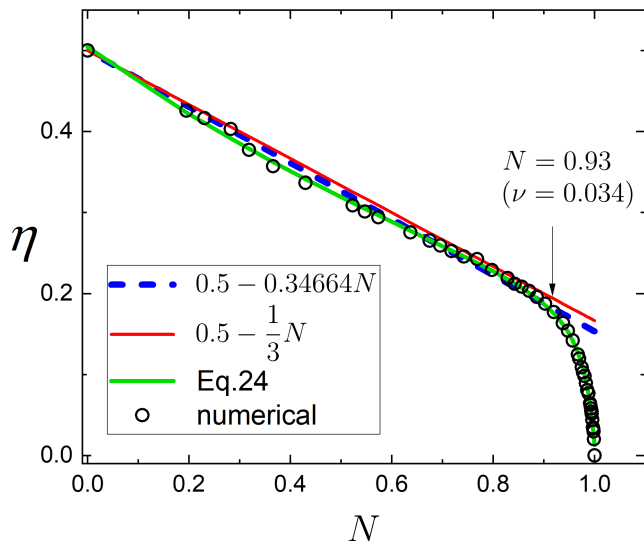 η
0.4
0.2
0.0
N = 0.93
(ν = 0.034)
0.5 − 0.34664N
0.5 − 1/3 N
Eq.24
numerical
0.0 0.2 0.4 0.6 0.8 1.0
N